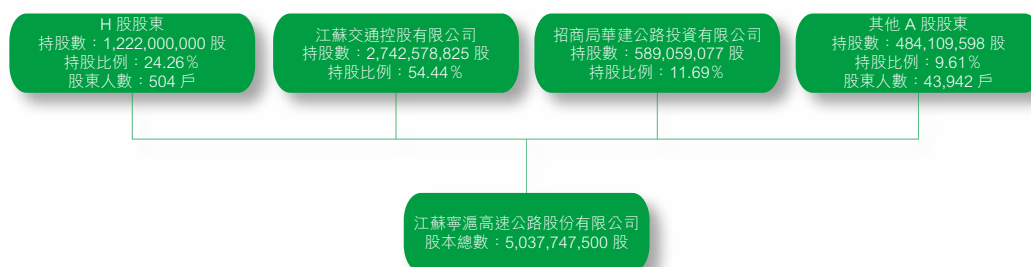 H 股股東
持股數：1,222,000,000 股
持股比例：24.26%
股東人數：504 戶
江蘇交通控股有限公司
持股數：2,742,578,825 股
持股比例：54.44%
招商局華建公路投資有限公司
持股數：589,059,077 股
持股比例：11.69%
其他 A 股股東
持股數：484,109,598 股
持股比例：9.61%
股東人數：43,942 戶
江蘇寧滬高速公路股份有限公司
股本總數：5,037,747,500 股